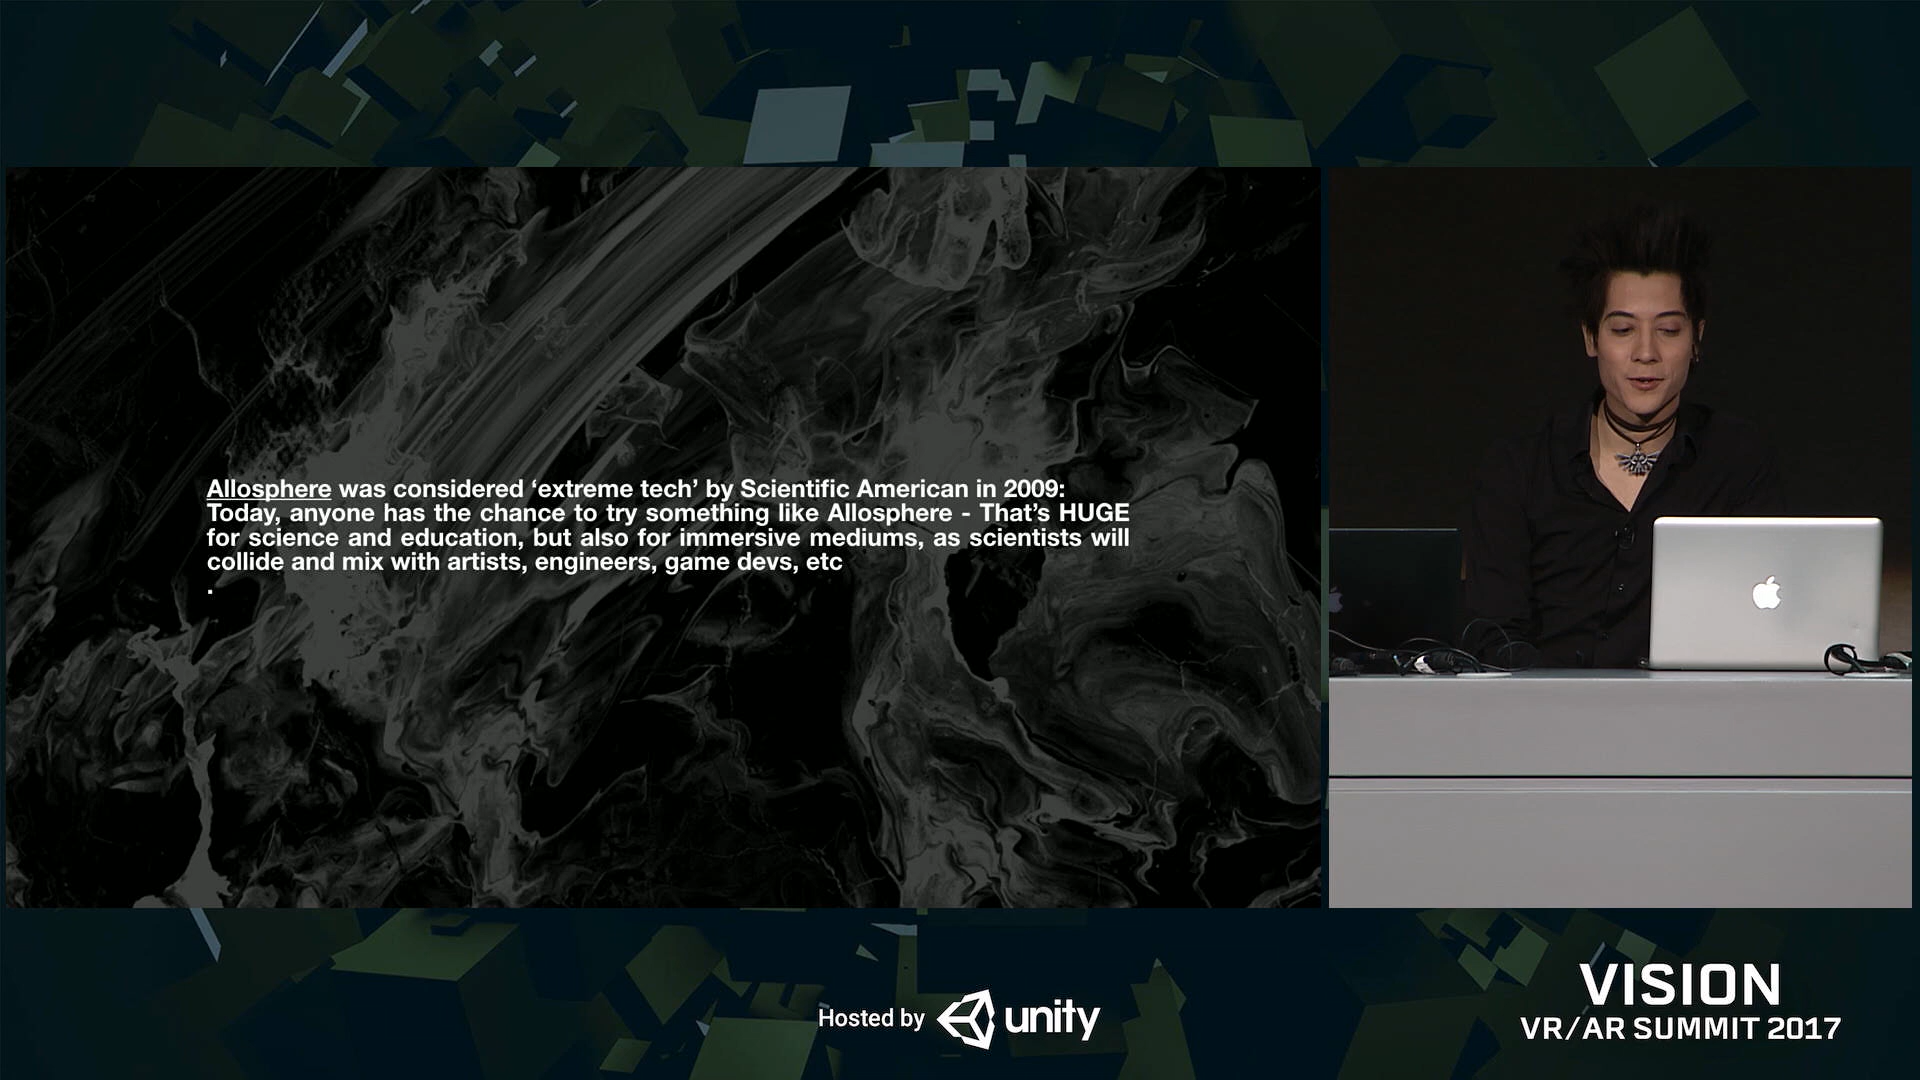 Allosphere was considered ‘extreme tech’ by Scientific American in 2009:
Today, anyone has the chance to try something like Allosphere - That’s HUGE
for science and education, but also for immersive mediums, as scientists will
collide and mix with artists, engineers, game devs, etc
.
Hosted by unity
VISION
VR/AR SUMMIT 2017